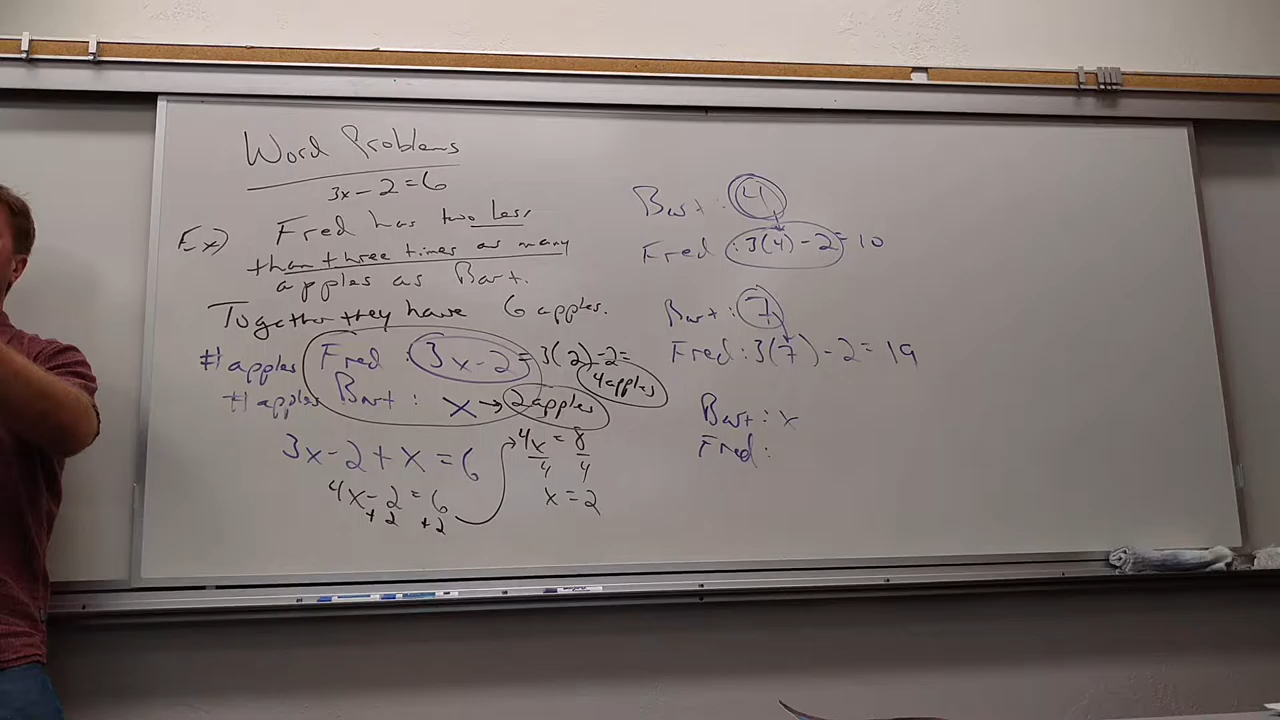 Word Problems
3x - 2 = 6
Ex) Fred has two less
than three times as many
apples as Bart.
Together they have 6 apples.
#apples Fred : 3x - 2 = 3(2) - 2 =
4 apples
#apples Bart : x → 2 apples
3x - 2 + x = 6
4x - 2 = 6
+2 +2
4x = 8
4 4
x = 2
Bart : 4
Fred : 3(4) - 2 = 10
Bart : 7
Fred : 3(7) - 2 = 19
Bart : x
Fred :